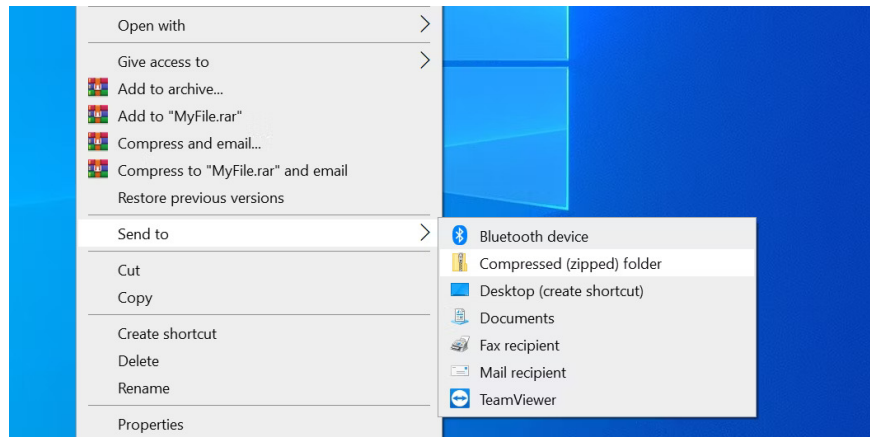 Open with
Give access to
Add to archive...
Add to "MyFile.rar"
Compress and email...
Compress to "MyFile.rar" and email
Restore previous versions
Send to
Cut
Copy
Create shortcut
Delete
Rename
Properties
Bluetooth device
Compressed (zipped) folder
Desktop (create shortcut)
Documents
Fax recipient
Mail recipient
TeamViewer